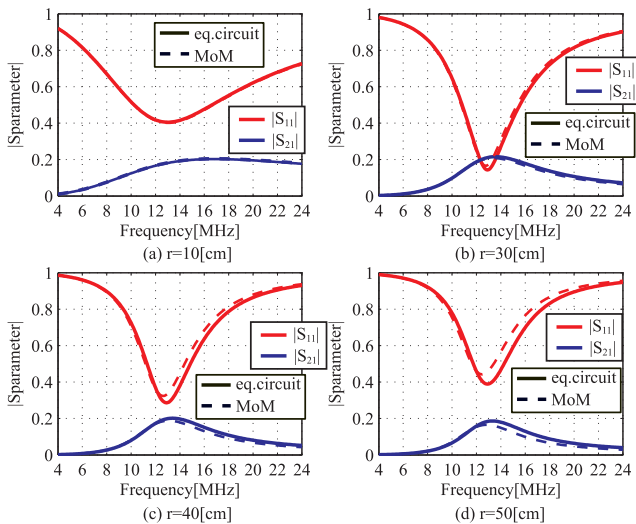 1
0.8
0.6
0.4
0.2
0
|Sparameter|
eq.circuit
MoM
|S11|
|S21|
4 6 8 10 12 14 16 18 20 22 24
Frequency[MHz]
(a) r=10[cm]
1
0.8
0.6
0.4
0.2
0
|Sparameter|
|S11|
|S21|
eq.circuit
MoM
4 6 8 10 12 14 16 18 20 22 24
Frequency[MHz]
(b) r=30[cm]
1
0.8
0.6
0.4
0.2
0
|Sparameter|
|S11|
|S21|
eq.circuit
MoM
4 6 8 10 12 14 16 18 20 22 24
Frequency[MHz]
(c) r=40[cm]
1
0.8
0.6
0.4
0.2
0
|Sparameter|
|S11|
|S21|
eq.circuit
MoM
4 6 8 10 12 14 16 18 20 22 24
Frequency[MHz]
(d) r=50[cm]